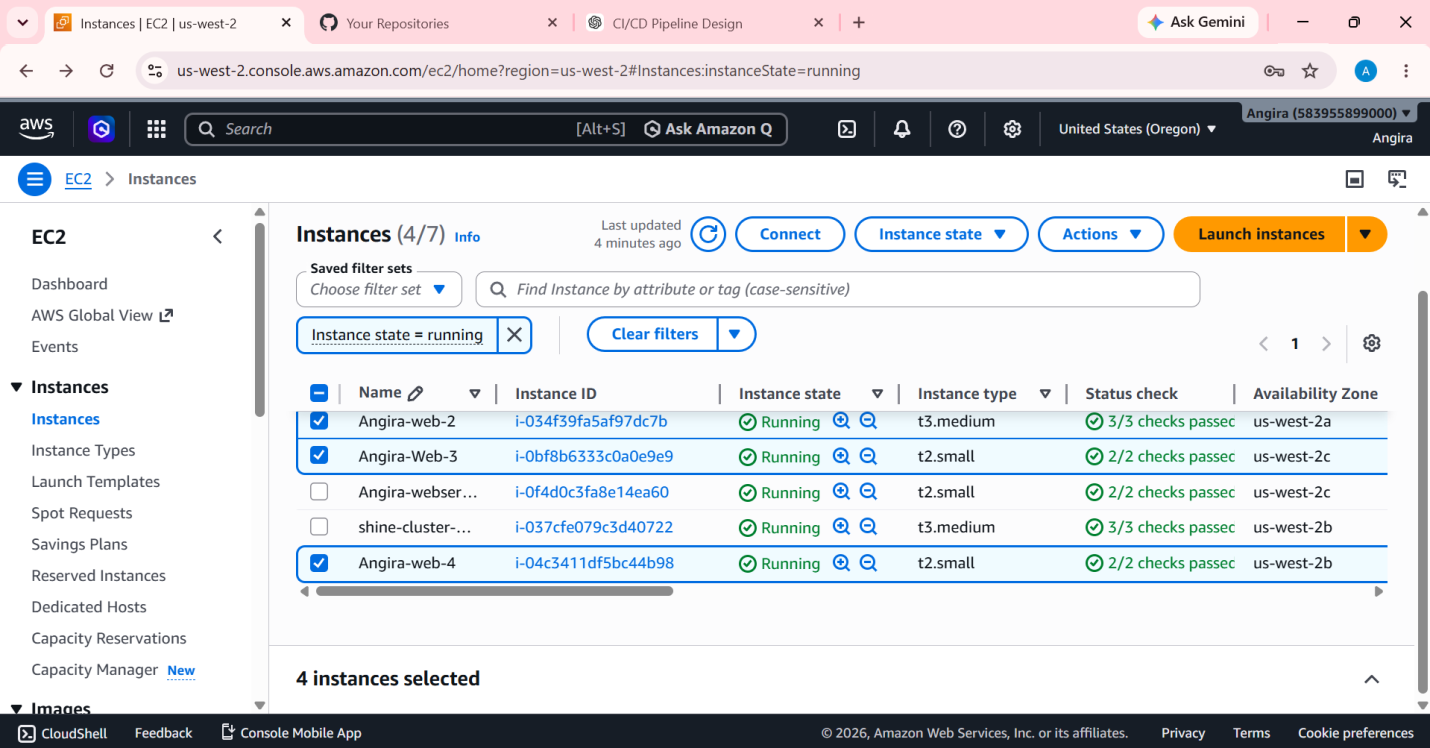 Instances | EC2 | us-west-2
Your Repositories
CI/CD Pipeline Design
Ask Gemini
us-west-2.console.aws.amazon.com/ec2/home?region=us-west-2#Instances:instanceState=running
A
aws
Search
[Alt+S]
Ask Amazon Q
United States (Oregon)
Angira (583955899000)
Angira
EC2
Instances
EC2
Dashboard
AWS Global View
Events
Instances
Instances
Instance Types
Launch Templates
Spot Requests
Savings Plans
Reserved Instances
Dedicated Hosts
Capacity Reservations
Capacity Manager New
Images
Instances (4/7) Info
Last updated
4 minutes ago
Connect
Instance state
Actions
Launch instances
Saved filter sets
Choose filter set
Find Instance by attribute or tag (case-sensitive)
Instance state = running
Clear filters
1
Name Instance ID Instance state Instance type Status check Availability Zone
Angira-web-2 i-034f39fa5af97dc7b Running t3.medium 3/3 checks passec us-west-2a
Angira-Web-3 i-0bf8b6333c0a0e9e9 Running t2.small 2/2 checks passec us-west-2c
Angira-webser... i-0f4d0c3fa8e14ea60 Running t2.small 2/2 checks passec us-west-2c
shine-cluster-... i-037cfe079c3d40722 Running t3.medium 3/3 checks passec us-west-2b
Angira-web-4 i-04c3411df5bc44b98 Running t2.small 2/2 checks passec us-west-2b
4 instances selected
CloudShell
Feedback
Console Mobile App
© 2026, Amazon Web Services, Inc. or its affiliates.
Privacy
Terms
Cookie preferences